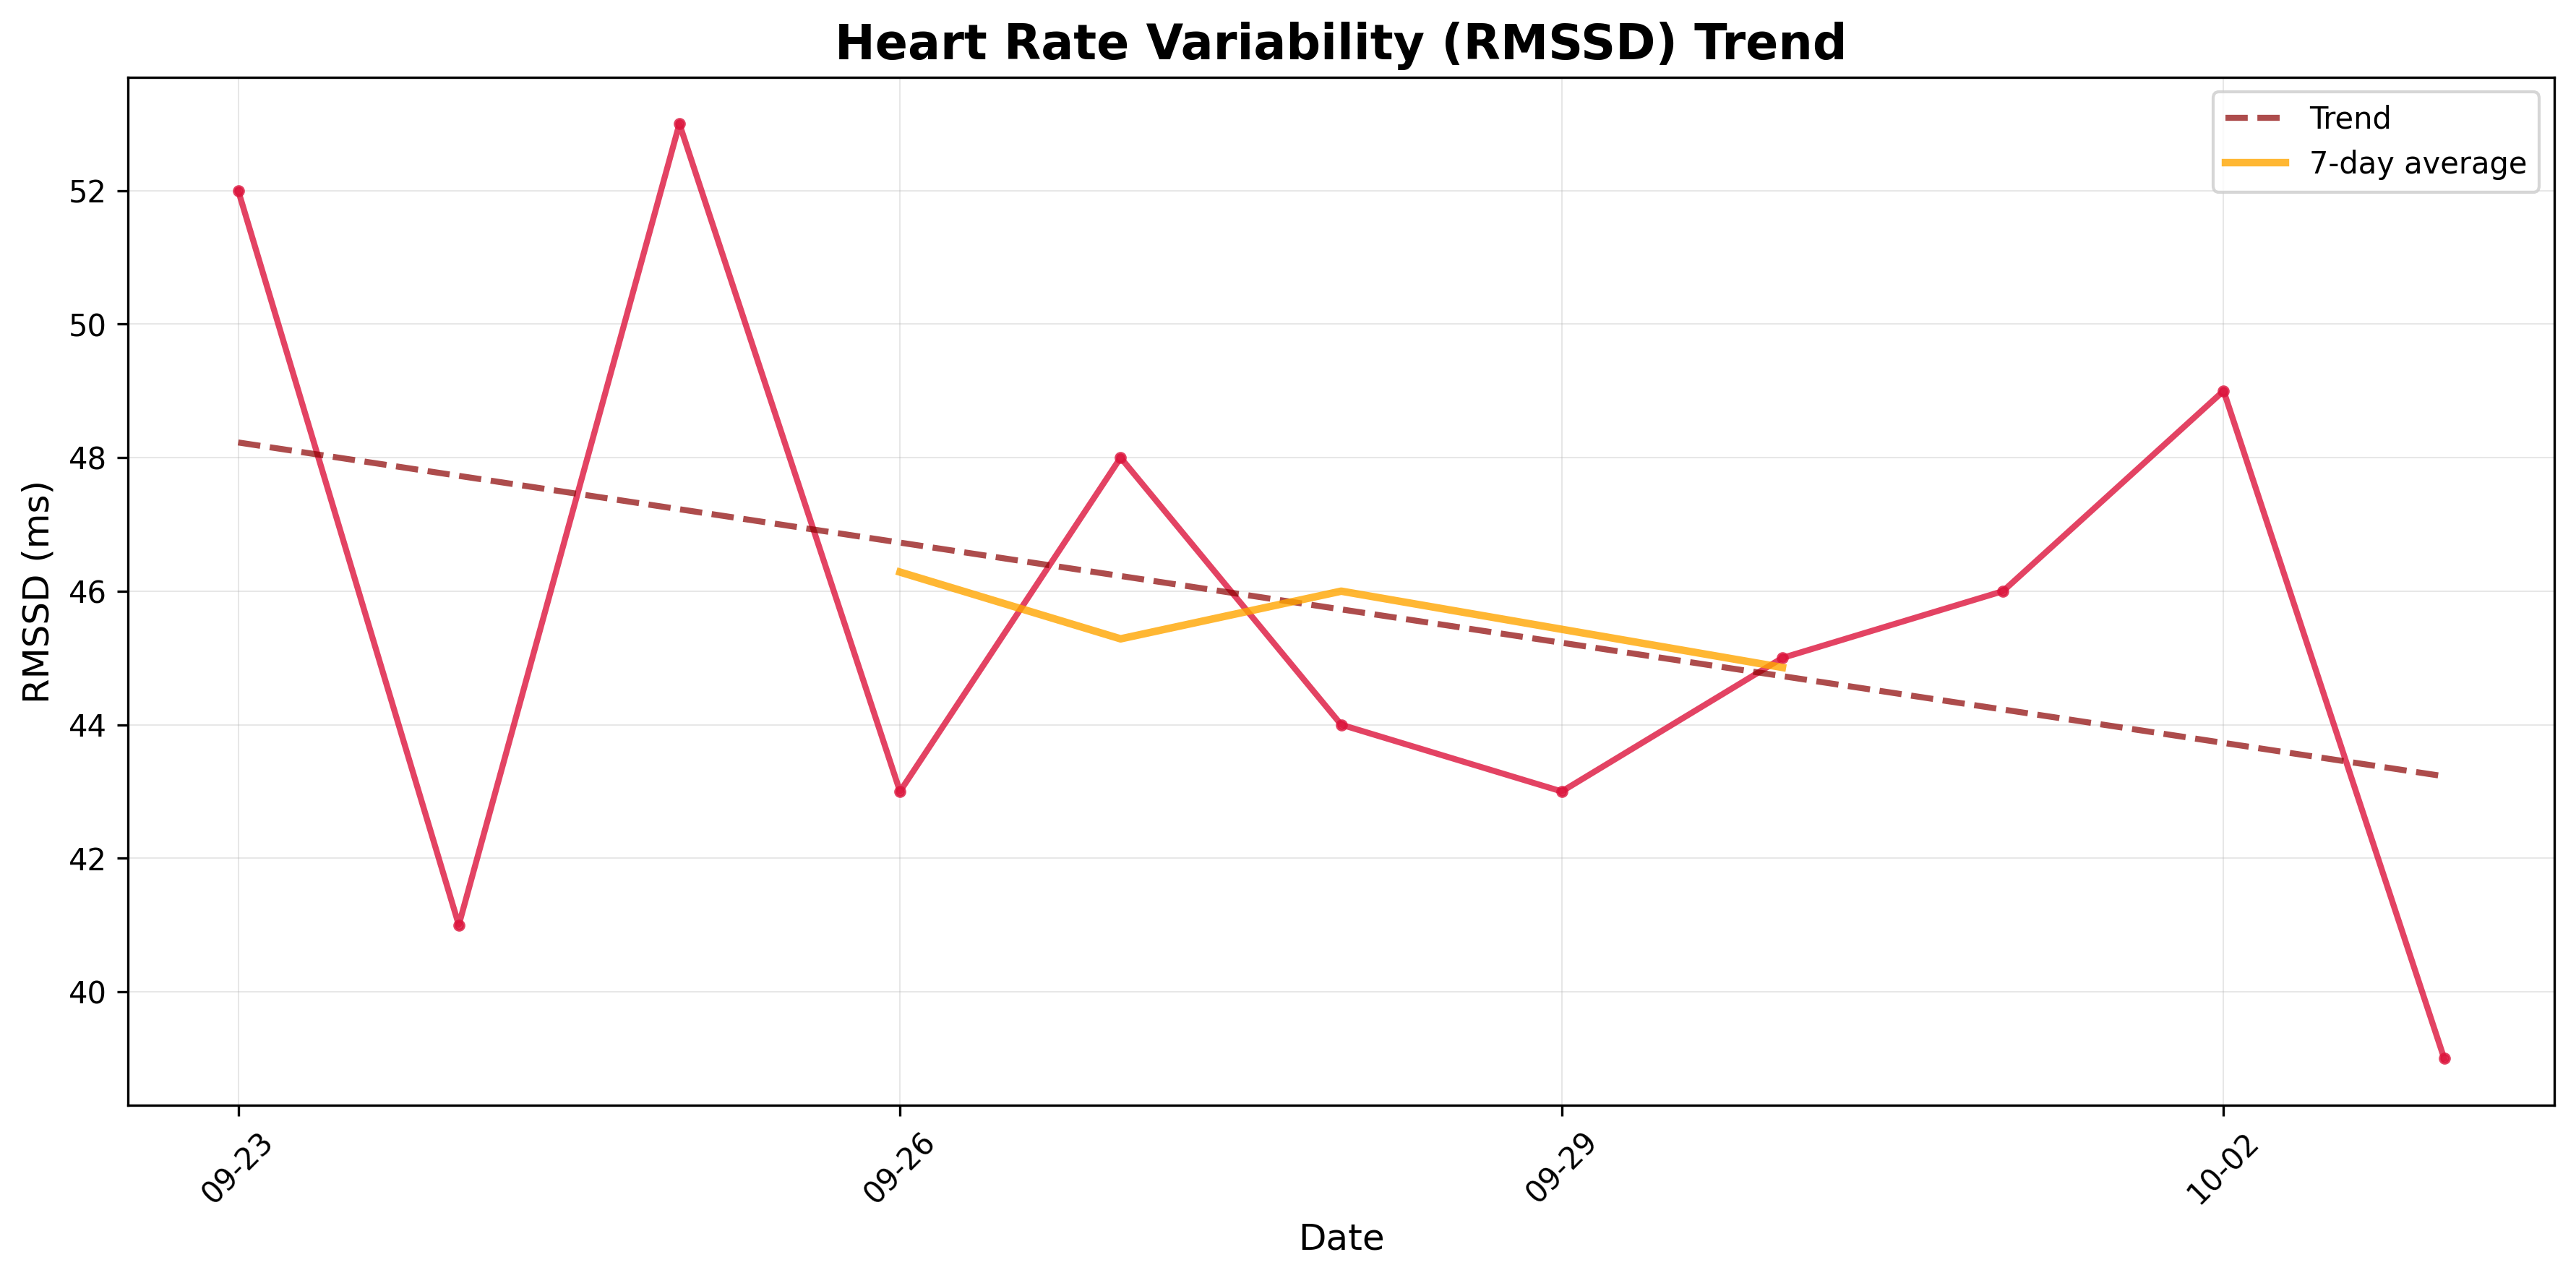 Heart Rate Variability (RMSSD) Trend
Trend
7-day average
RMSSD (ms)
52
50
48
46
44
42
40
09-23
09-26
09-29
10-02
Date